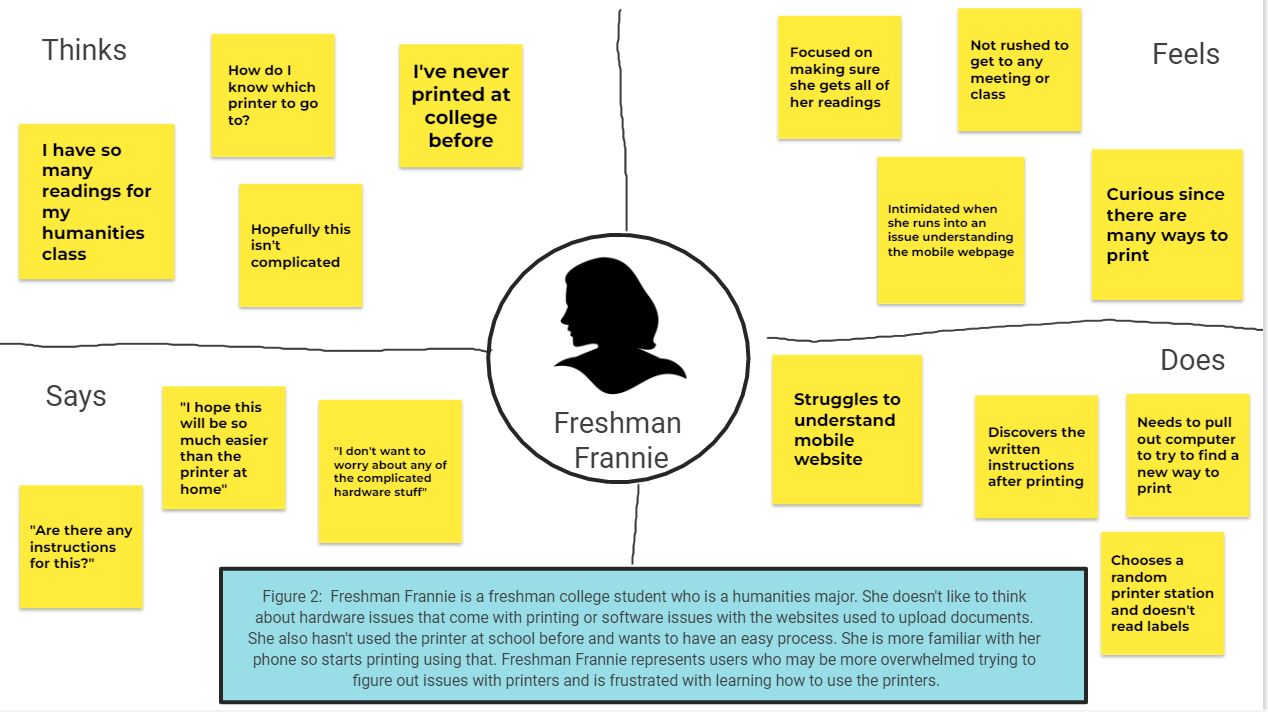 Thinks
How do I
know which
printer to go
to?
I've never
printed at
college
before
I have so
many
readings for
my
humanities
class
Hopefully this
isn't
complicated
Feels
Focused on
making sure
she gets all of
her readings
Not rushed to
get to any
meeting or
class
Intimidated when
she runs into an
issue understanding
the mobile webpage
Curious since
there are
many ways to
print
Freshman
Frannie
Says
"I hope this
will be so
much easier
than the
printer at
home"
"I don't want to
worry about any of
the complicated
hardware stuff"
"Are there any
instructions
for this?"
Does
Struggles to
understand
mobile
website
Discovers the
written
instructions
after printing
Needs to pull
out computer
to try to find a
new way to
print
Chooses a
random
printer station
and doesn't
read labels
Figure 2:  Freshman Frannie is a freshman college student who is a humanities major. She doesn't like to think
about hardware issues that come with printing or software issues with the websites used to upload documents.
She also hasn't used the printer at school before and wants to have an easy process. She is more familiar with her
phone so starts printing using that. Freshman Frannie represents users who may be more overwhelmed trying to
figure out issues with printers and is frustrated with learning how to use the printers.